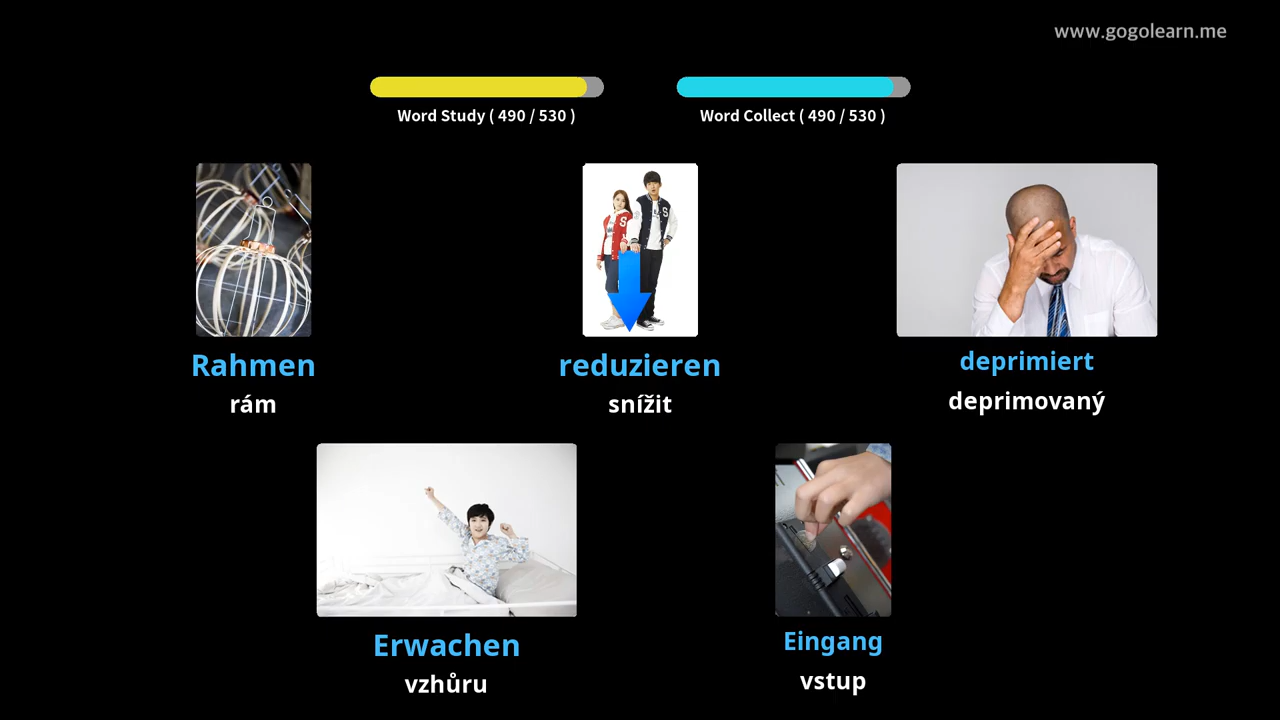 www.gogolearn.me
Word Study ( 490 / 530 )
Word Collect ( 490 / 530 )
S
S
Rahmen
rám
reduzieren
snížit
deprimiert
deprimovaný
Erwachen
vzhůru
Eingang
vstup